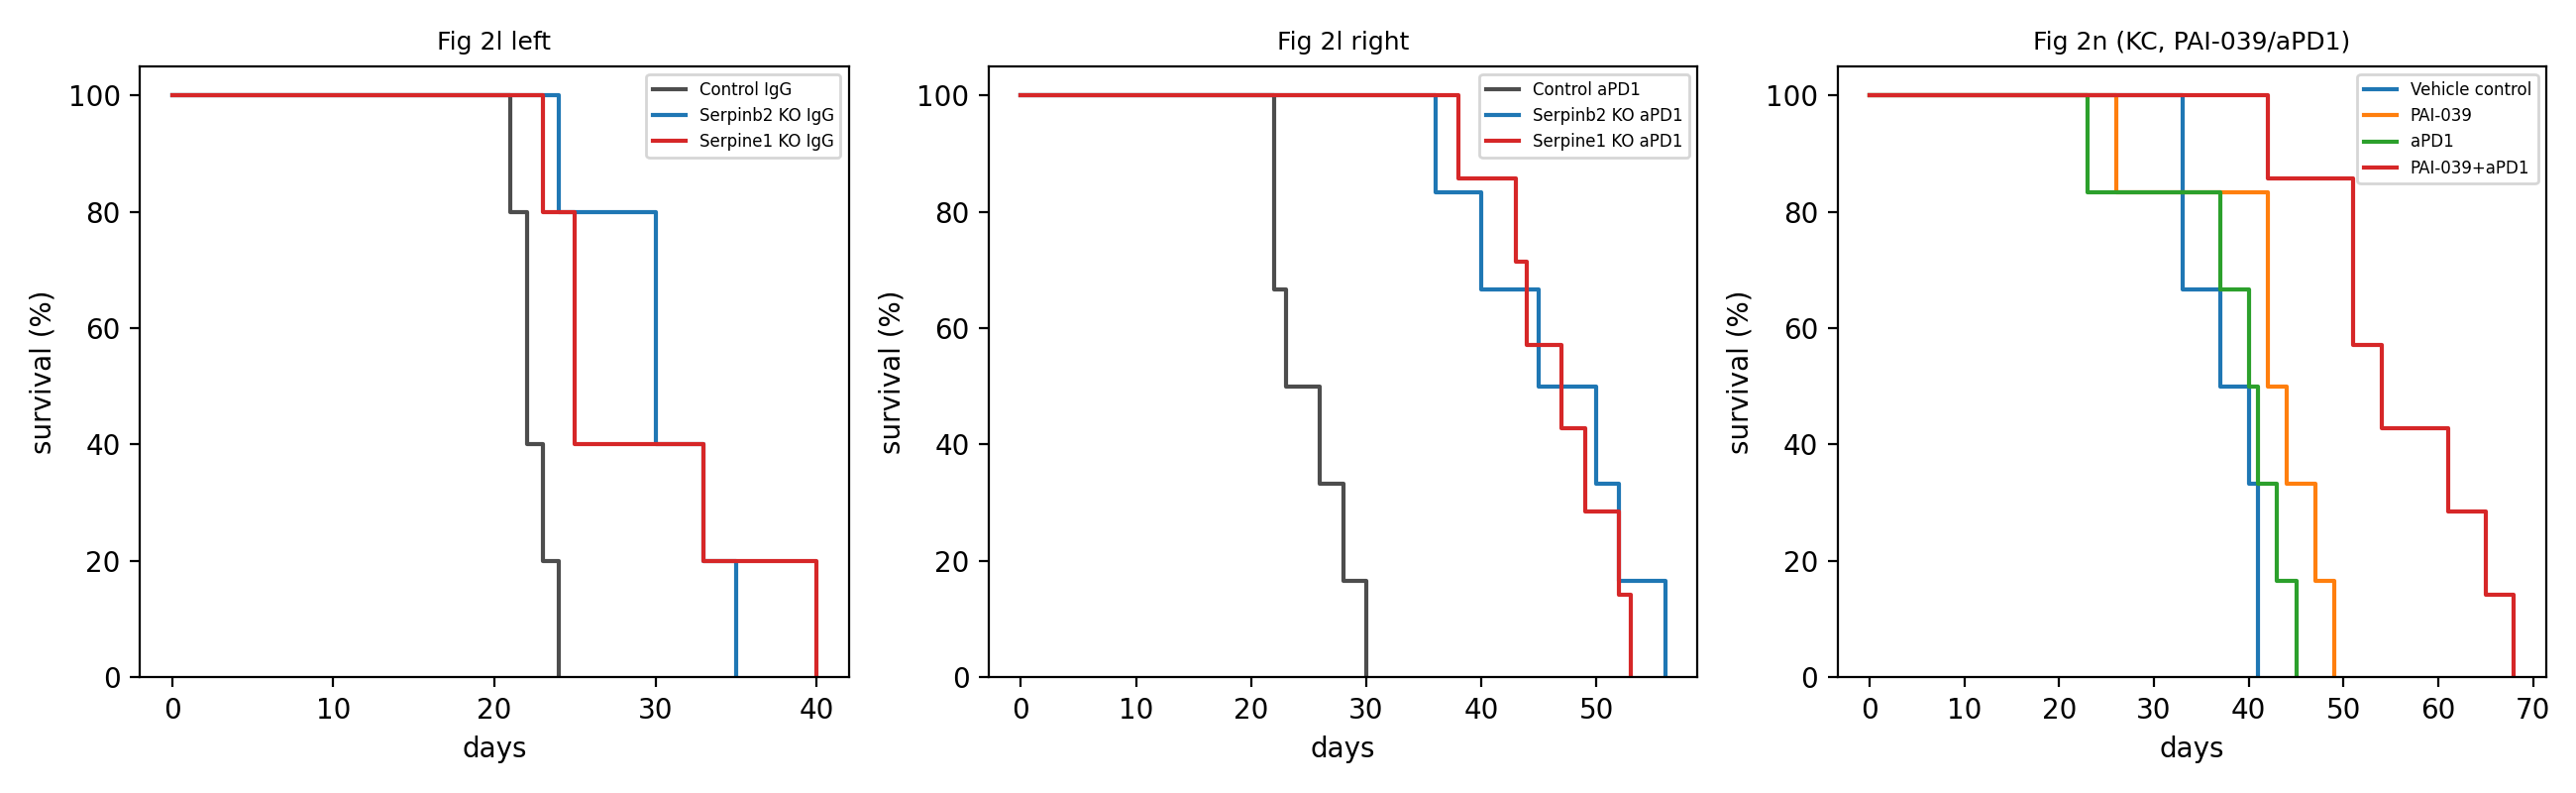 Fig 2l left
survival (%)
100
80
60
40
20
0
Control IgG
Serpinb2 KO IgG
Serpine1 KO IgG
0 10 20 30 40
days
Fig 2l right
survival (%)
100
80
60
40
20
0
Control aPD1
Serpinb2 KO aPD1
Serpine1 KO aPD1
0 10 20 30 40 50
days
Fig 2n (KC, PAI-039/aPD1)
survival (%)
100
80
60
40
20
0
Vehicle control
PAI-039
aPD1
PAI-039+aPD1
0 10 20 30 40 50 60 70
days